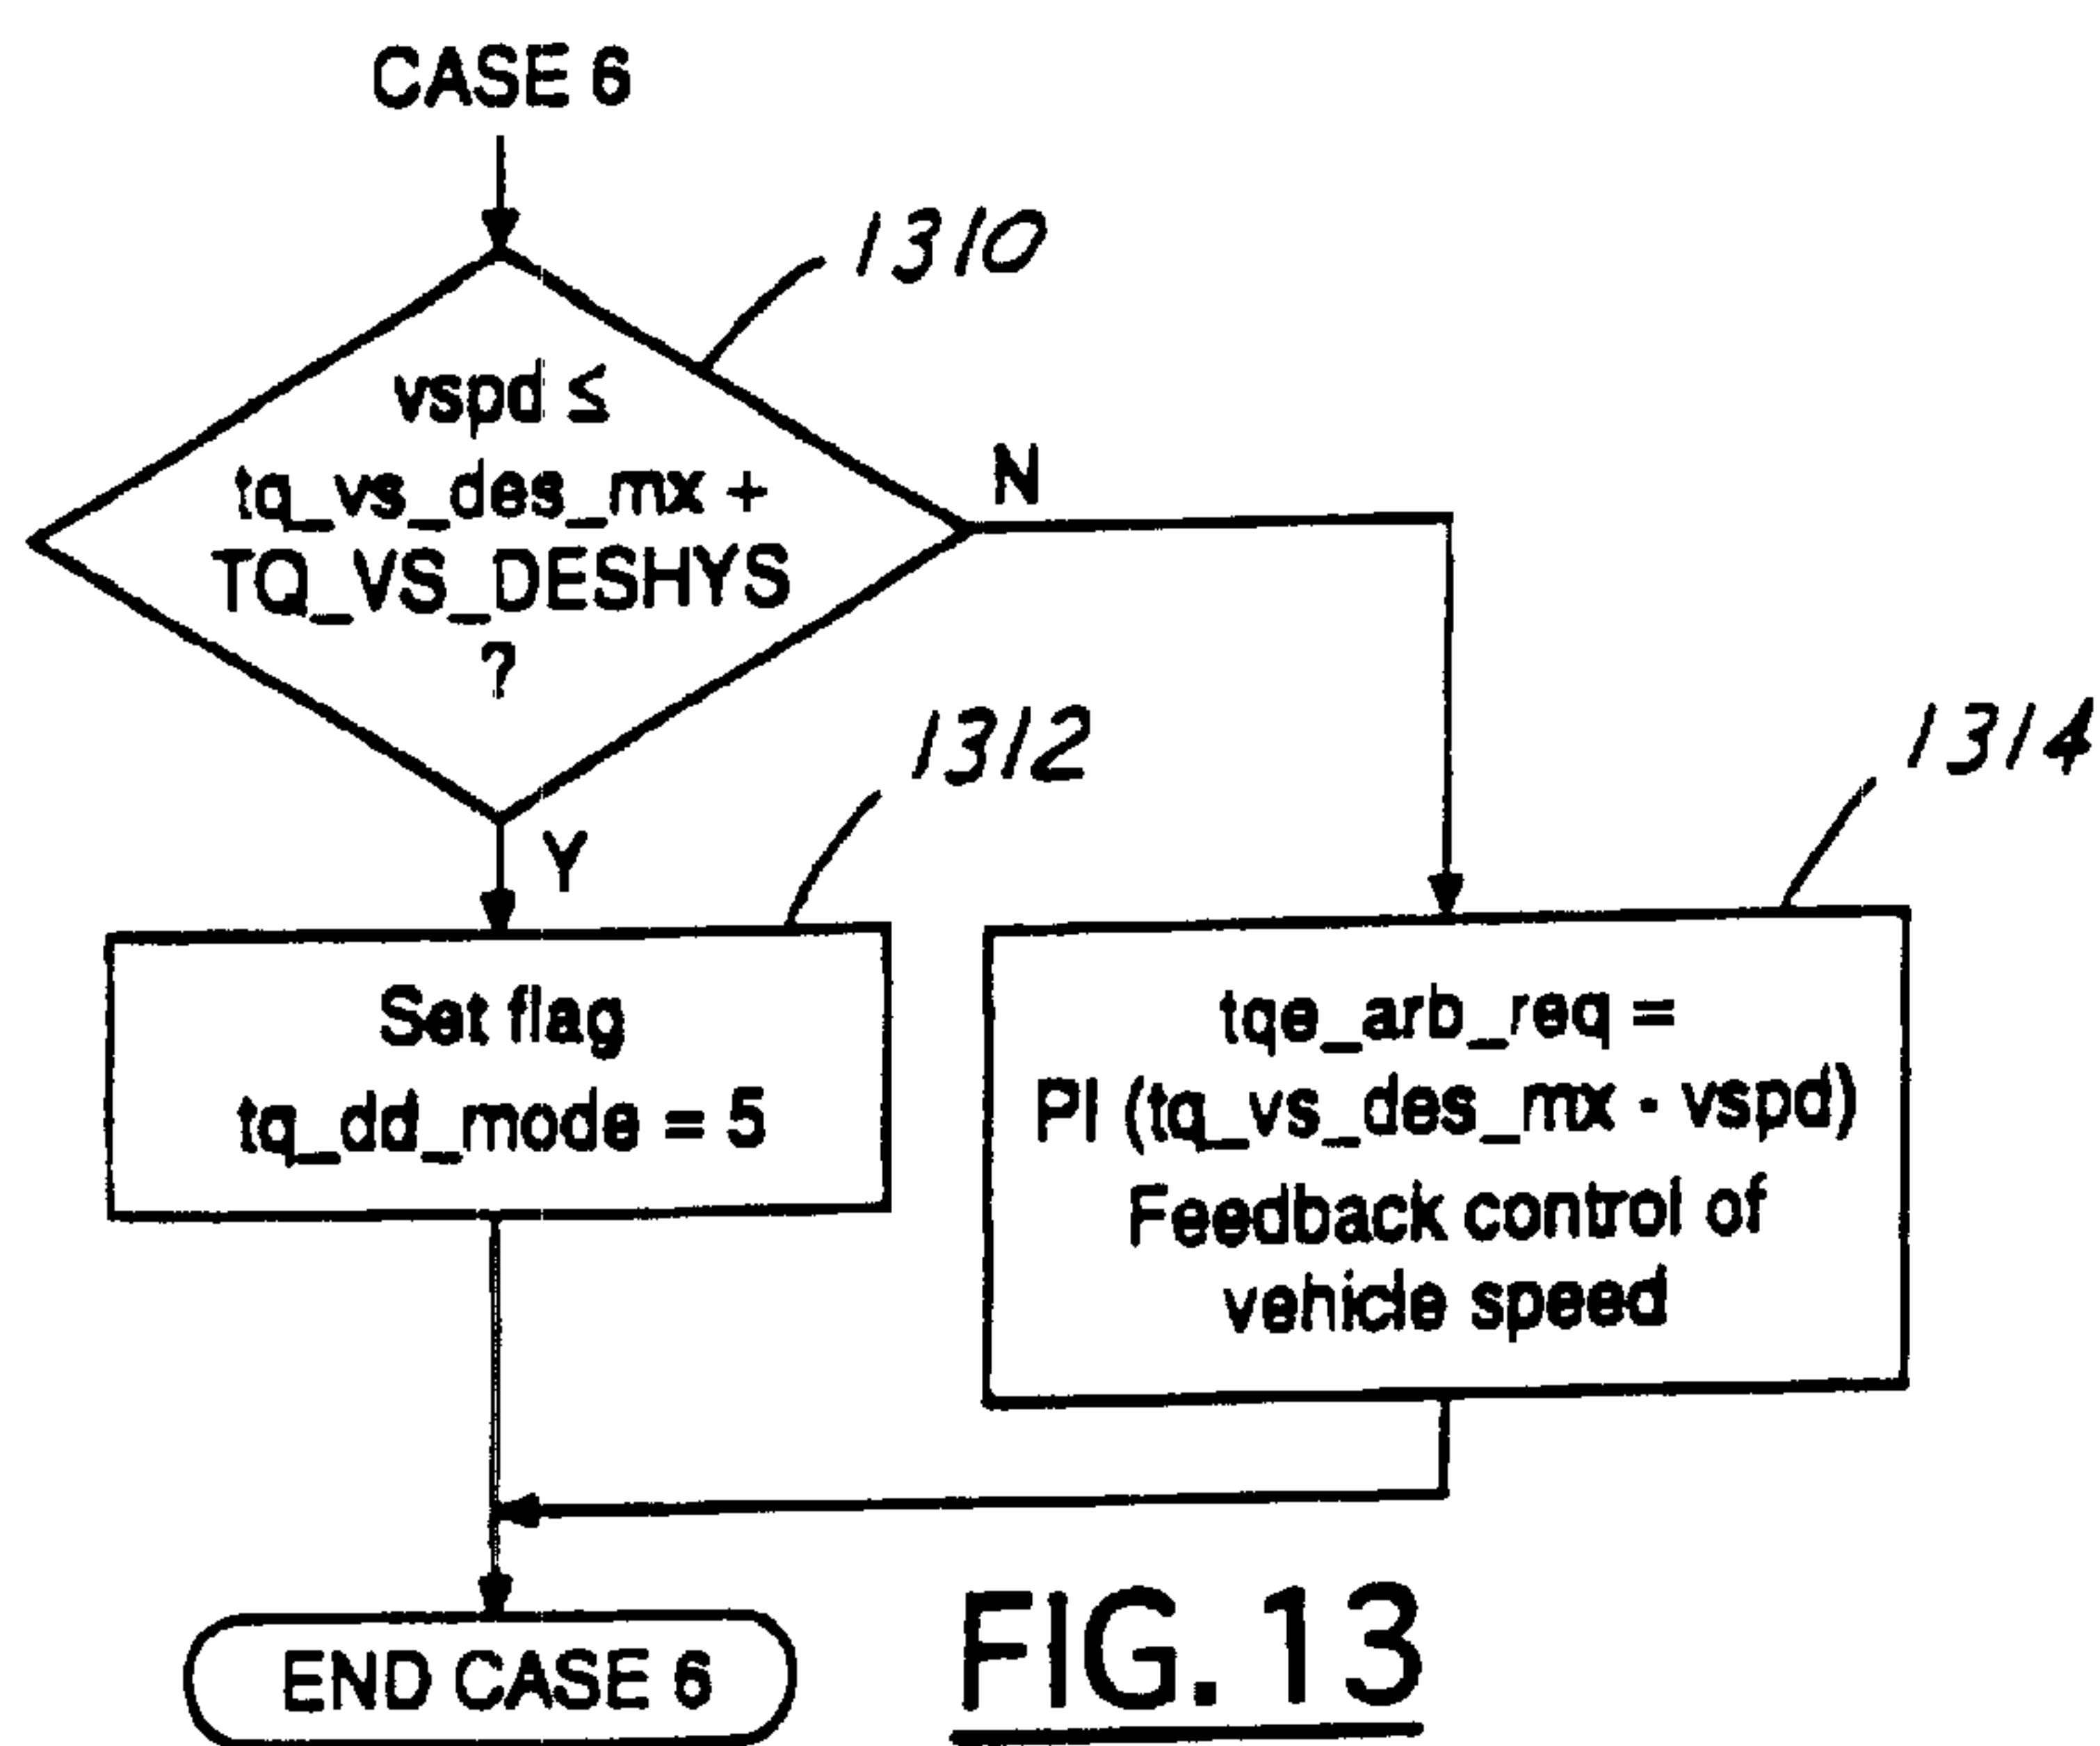 CASE 6
1310
vspd ≤
tq_vs_des_mx +
TQ_VS_DESHYS
?
N
Y
1312
1314
Set flag
tq_dd_mode = 5
tqe_arb_req =
PI (tq_vs_des_mx - vspd)
Feedback control of
vehicle speed
END CASE 6
FIG. 13